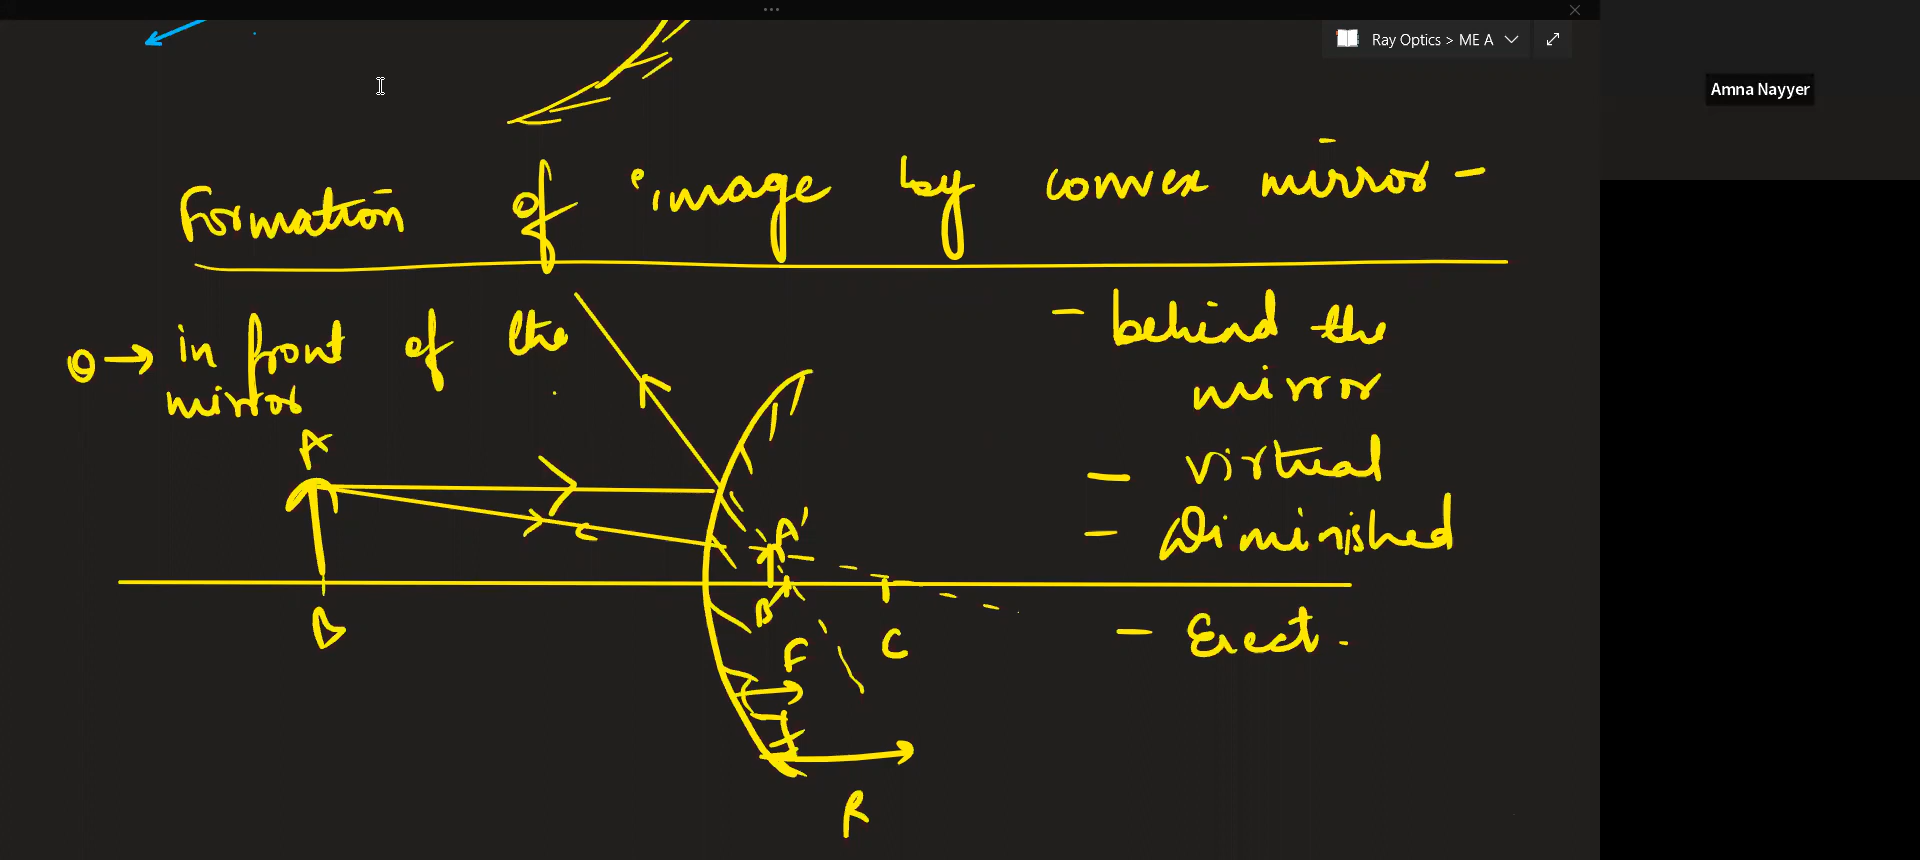 Ray Optics > ME A
Amna Nayyer
Formation of image by convex mirror -
O → in front of the
mirror
- behind the
mirror
- virtual
- Diminished
- Erect.
A
B
A'
B'
F
C
f
R